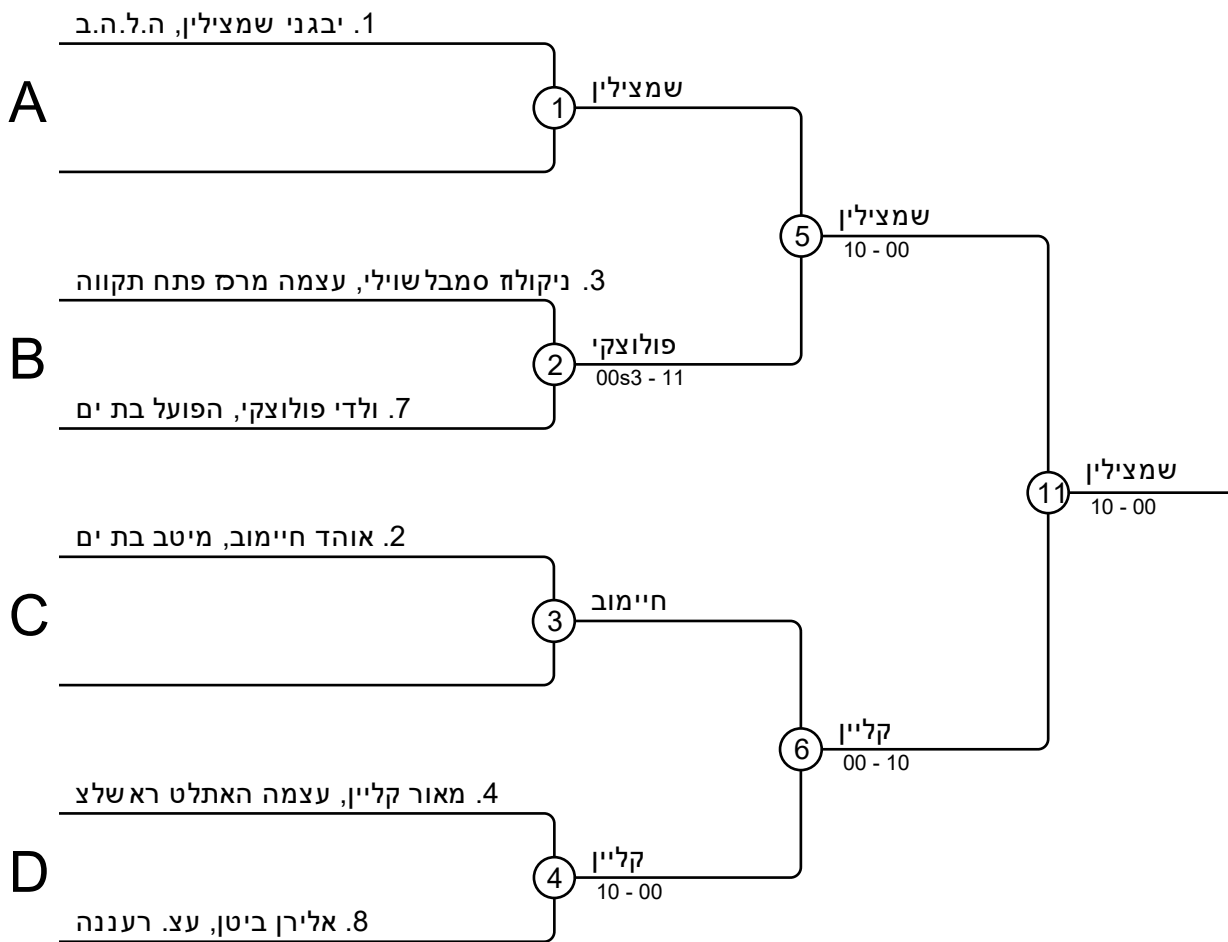 1. יבגני שמצילין, ה.ל.ה.ב
A
1
שמצילין
5
שמצילין
10 - 00
3. ניקולוז סמבלשוילי, עצמה מרכז פתח תקווה
B
2
פולוצקי
00s3 - 11
7. ולדי פולוצקי, הפועל בת ים
11
שמצילין
10 - 00
2. אוהד חיימוב, מיטב בת ים
C
3
חיימוב
6
קליין
00 - 10
4. מאור קליין, עצמה האתלט ראשלצ
D
4
קליין
10 - 00
8. אלירן ביטן, עצ. רעננה